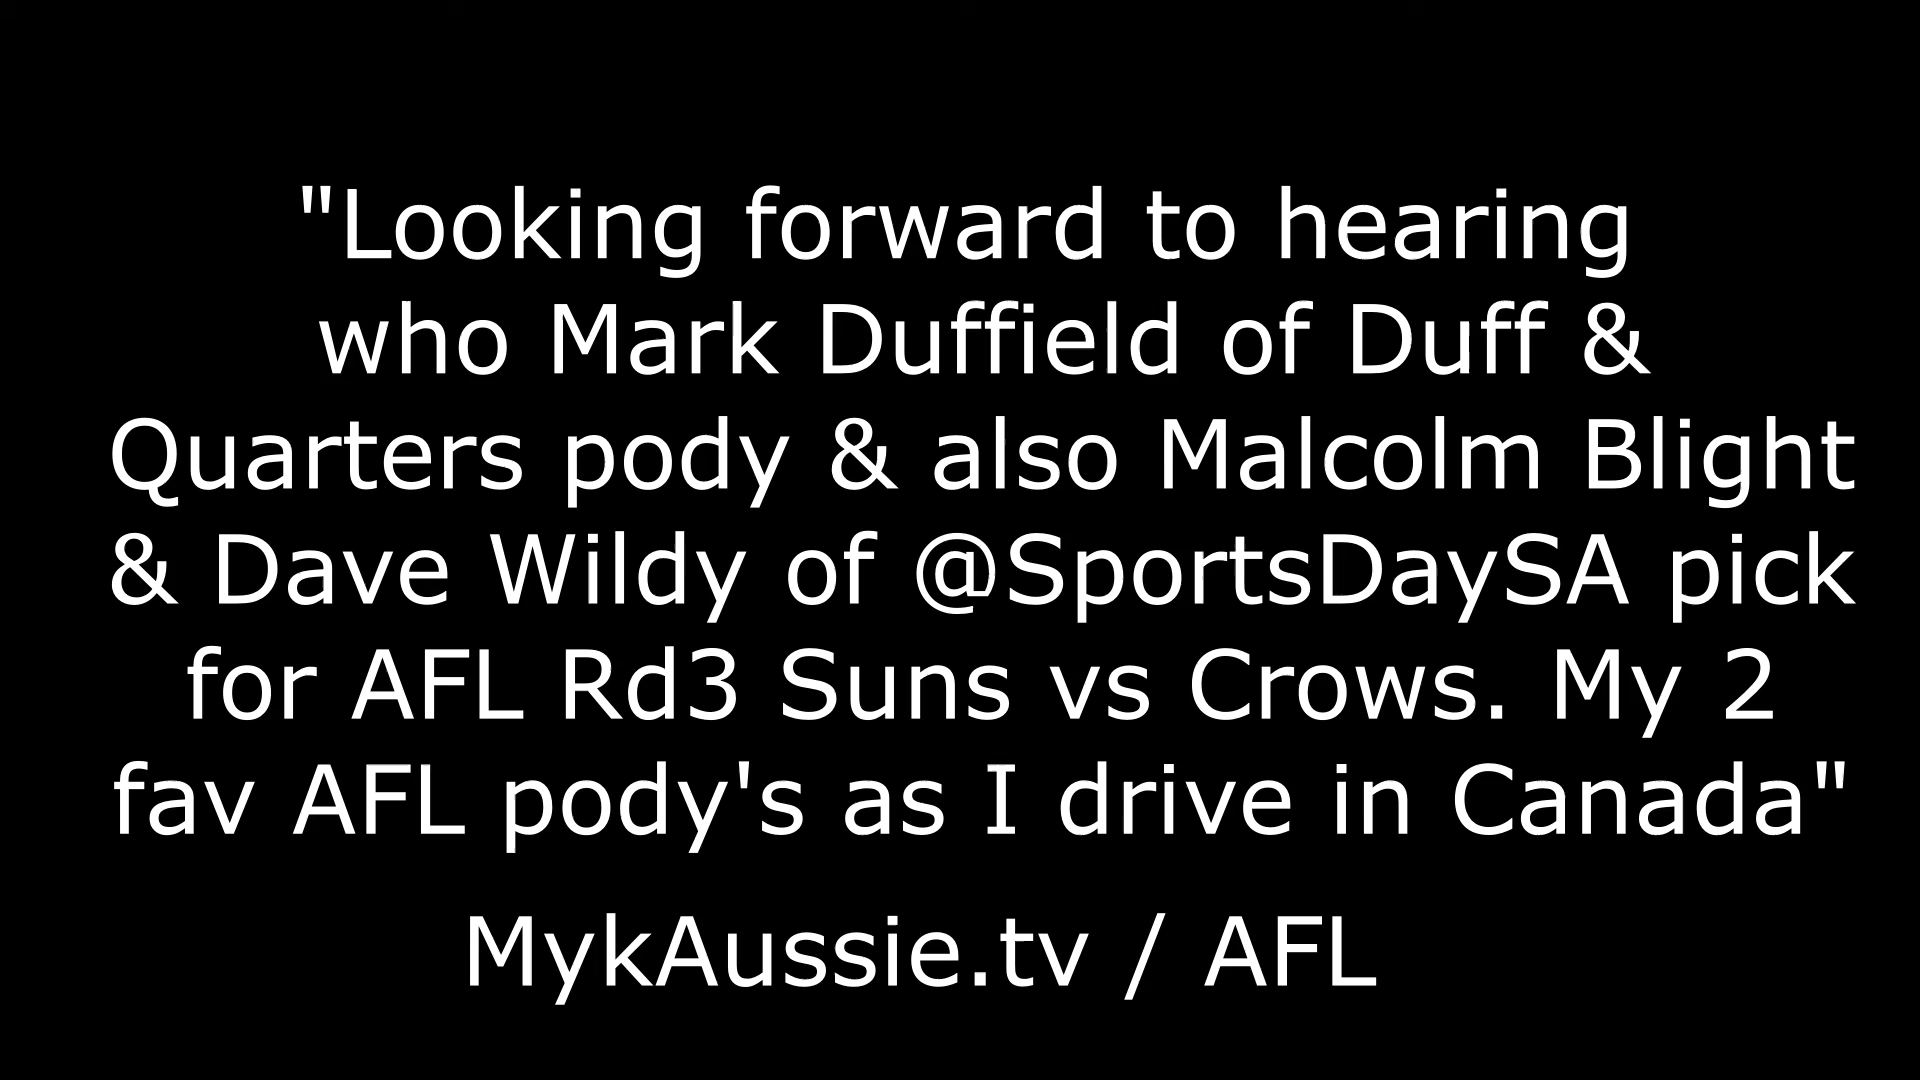 "Looking forward to hearing
who Mark Duffield of Duff &
Quarters pody & also Malcolm Blight
& Dave Wildy of @SportsDaySA pick
for AFL Rd3 Suns vs Crows. My 2
fav AFL pody's as I drive in Canada"
MykAussie.tv / AFL